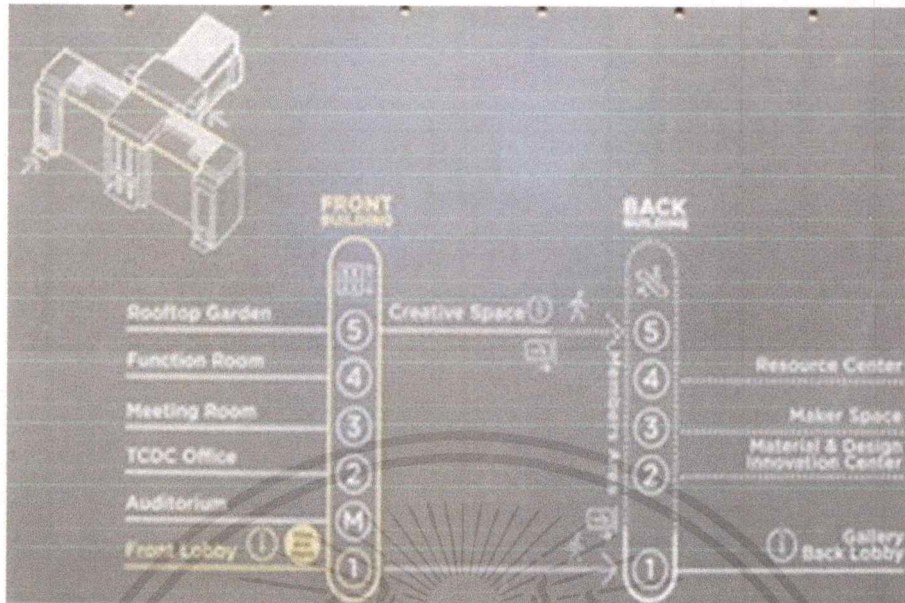 FRONT
BUILDING
BACK
BUILDING
Rooftop Garden
5
Creative Space
5
Function Room
4
4
Resource Center
Meeting Room
3
3
Maker Space
TCDC Office
2
2
Material & Design
Innovation Center
Auditorium
M
Members Area
Front Lobby
1
1
Gallery
Back Lobby